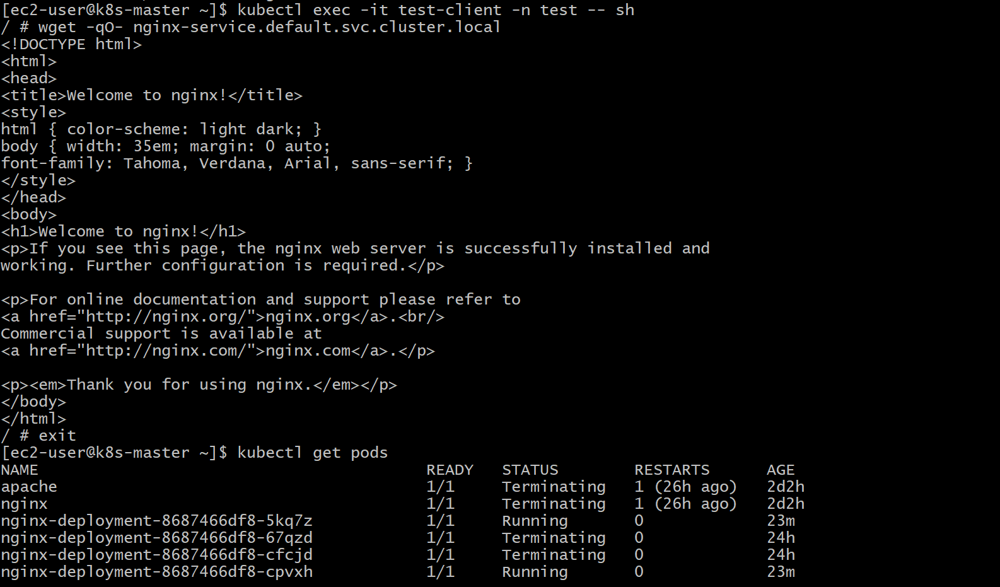 [ec2-user@k8s-master ~]$ kubectl exec -it test-client -n test -- sh
/ # wget -qO- nginx-service.default.svc.cluster.local
<!DOCTYPE html>
<html>
<head>
<title>Welcome to nginx!</title>
<style>
html { color-scheme: light dark; }
body { width: 35em; margin: 0 auto;
font-family: Tahoma, Verdana, Arial, sans-serif; }
</style>
</head>
<body>
<h1>Welcome to nginx!</h1>
<p>If you see this page, the nginx web server is successfully installed and
working. Further configuration is required.</p>

<p>For online documentation and support please refer to
<a href="http://nginx.org/">nginx.org</a>.<br/>
Commercial support is available at
<a href="http://nginx.com/">nginx.com</a>.</p>

<p><em>Thank you for using nginx.</em></p>
</body>
</html>
/ # exit
[ec2-user@k8s-master ~]$ kubectl get pods
NAME                                         READY   STATUS        RESTARTS      AGE
apache                                       1/1     Terminating   1 (26h ago)   2d2h
nginx                                        1/1     Terminating   1 (26h ago)   2d2h
nginx-deployment-8687466df8-5kq7z            1/1     Running       0             23m
nginx-deployment-8687466df8-67qzd            1/1     Terminating   0             24h
nginx-deployment-8687466df8-cfcjd            1/1     Terminating   0             24h
nginx-deployment-8687466df8-cpvxh            1/1     Running       0             23m